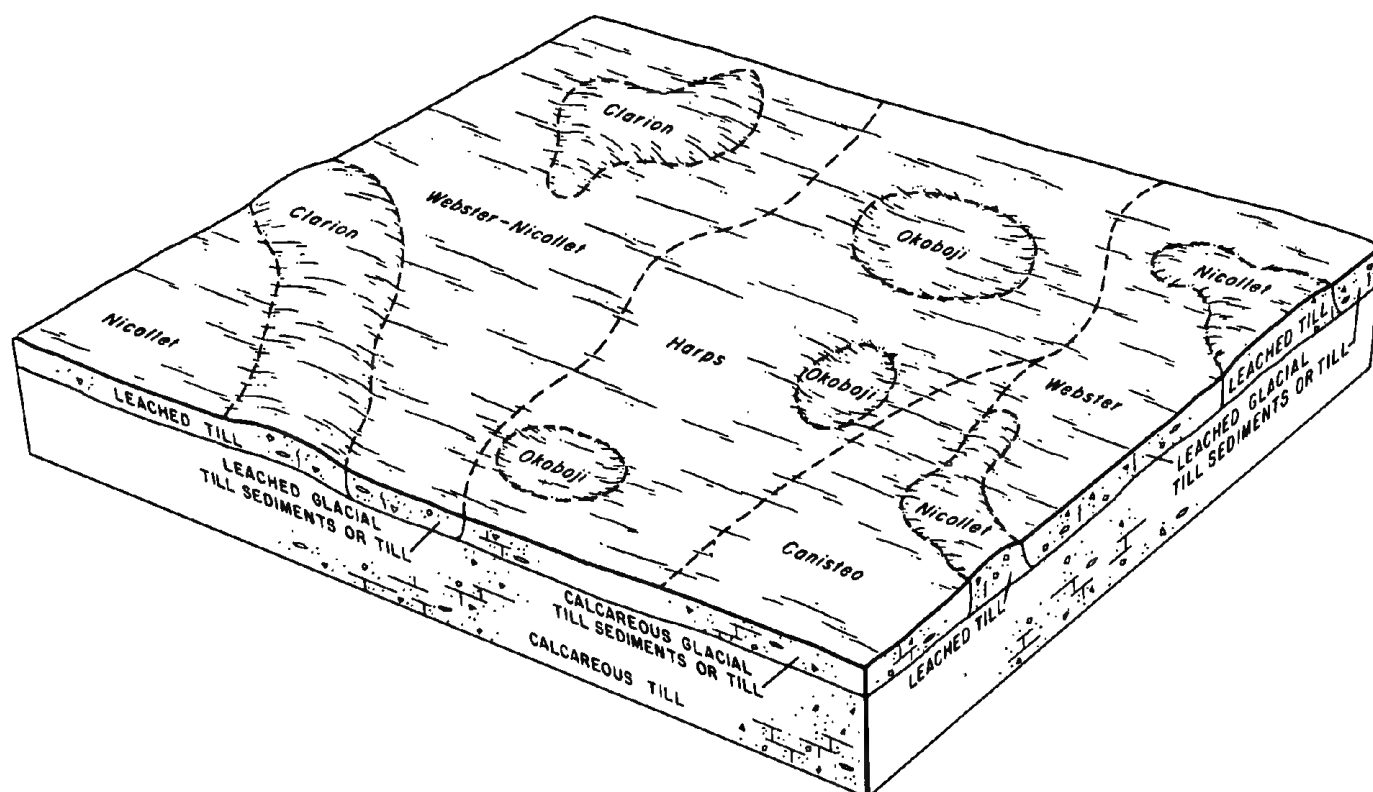 Clarion
Clarion
Webster-Nicollet
Okoboji
Nicollet
Nicollet
Harps
Okoboji
Webster
Okoboji
Nicollet
Canisteo
LEACHED TILL
LEACHED GLACIAL
TILL SEDIMENTS OR TILL
CALCAREOUS GLACIAL
TILL SEDIMENTS OR TILL
CALCAREOUS TILL
LEACHED TILL
LEACHED TILL
LEACHED GLACIAL
TILL SEDIMENTS OR TILL